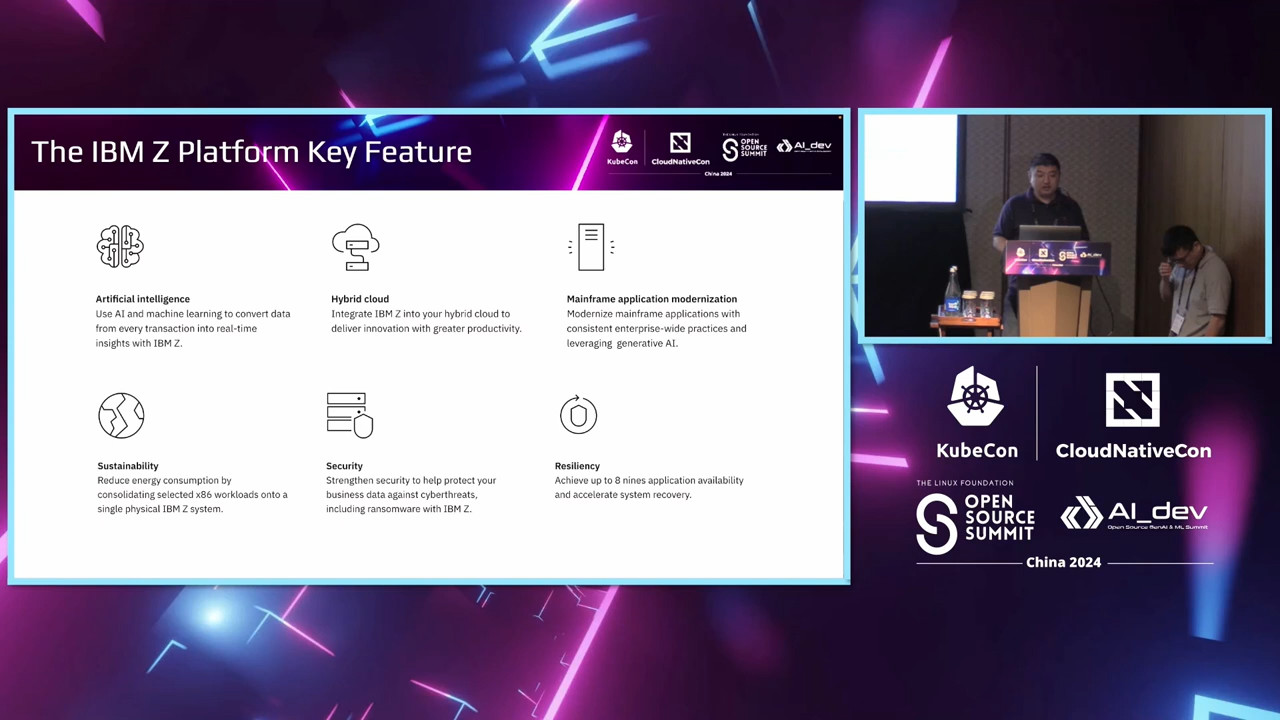 The IBM Z Platform Key Feature
KubeCon
CloudNativeCon
THE LINUX FOUNDATION
OPEN
SOURCE
SUMMIT
AI_dev
China 2024
Artificial intelligence
Use AI and machine learning to convert data
from every transaction into real-time
insights with IBM Z.
Hybrid cloud
Integrate IBM Z into your hybrid cloud to
deliver innovation with greater productivity.
Mainframe application modernization
Modernize mainframe applications with
consistent enterprise-wide practices and
leveraging generative AI.
Sustainability
Reduce energy consumption by
consolidating selected x86 workloads onto a
single physical IBM Z system.
Security
Strengthen security to help protect your
business data against cyberthreats,
including ransomware with IBM Z.
Resiliency
Achieve up to 8 nines application availability
and accelerate system recovery.
KubeCon
CloudNativeCon
THE LINUX FOUNDATION
OPEN
SOURCE
SUMMIT
AI_dev
Open Source GenAI & ML Summit
China 2024